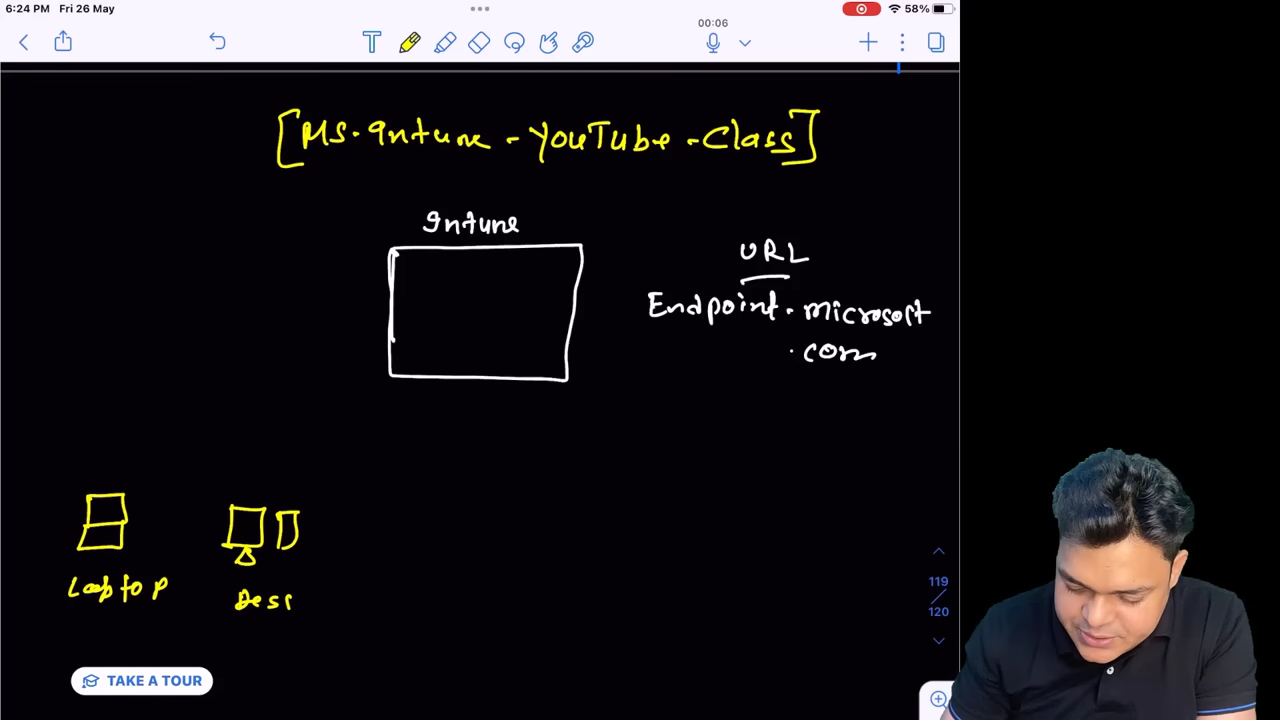 6:24 PM Fri 26 May
58%
00:06
T
[MS.Intune - YouTube - Class]
Intune
URL
Endpoint.microsoft
.com
Laptop
Des
119
120
TAKE A TOUR